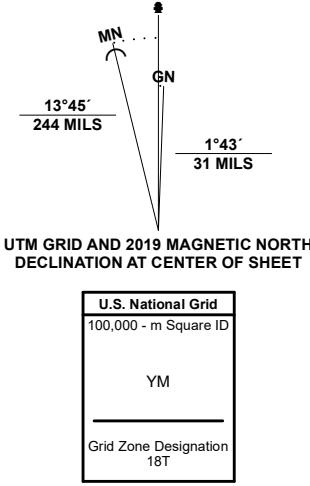 MN
GN
13°45´
244 MILS
1°43´
31 MILS
UTM GRID AND 2019 MAGNETIC NORTH
DECLINATION AT CENTER OF SHEET
U.S. National Grid
100,000 - m Square ID
YM
Grid Zone Designation
18T